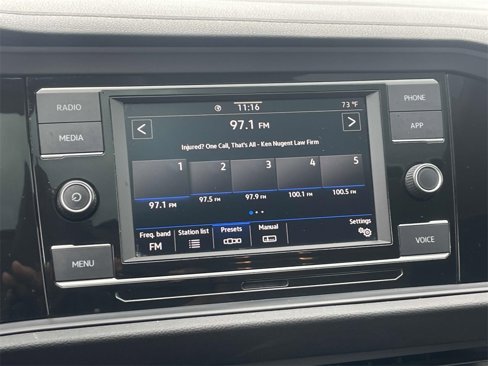 RADIO
MEDIA
MENU
11:16
73 °F
97.1 FM
Injured? One Call, That's All - Ken Nugent Law Firm
1 2 3 4 5
97.1 FM 97.5 FM 97.9 FM 100.1 FM 100.5 FM
Freq. band Station list Presets Manual Settings
FM
PHONE
APP
VOICE